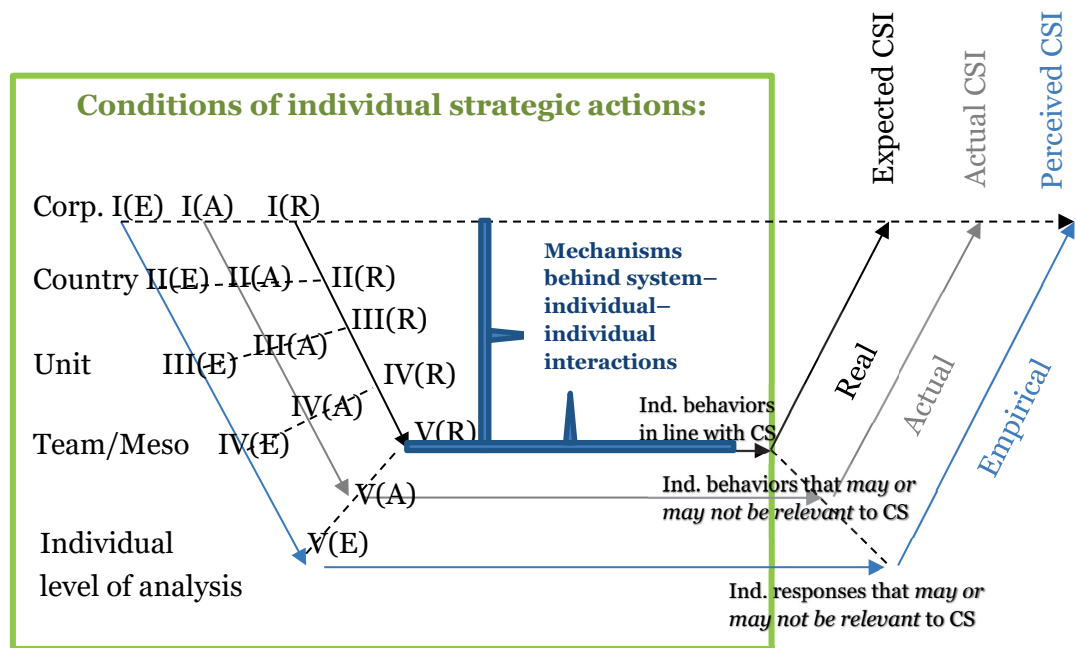 Expected CSI
Actual CSI
Perceived CSI
Conditions of individual strategic actions:
Corp. I(E) I(A) I(R)
Country II(E) II(A) II(R)
III(R)
Unit III(E) III(A)
IV(R)
IV(A)
Team/Meso IV(E) V(R)
V(A)
V(E)
Individual
level of analysis
Mechanisms
behind system–
individual–
individual
interactions
Ind. behaviors
in line with CS
Ind. behaviors that may or
may not be relevant to CS
Ind. responses that may or
may not be relevant to CS
Real
Actual
Empirical